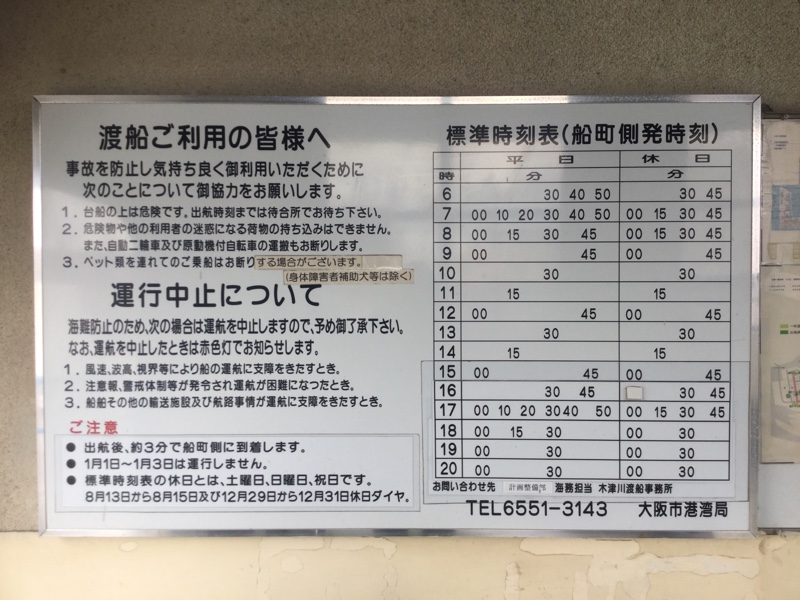 渡船ご利用の皆様へ
事故を防止し気持ち良く御利用いただくために
次のことについて御協力をお願いします。
1. 台船の上は危険です。出航時刻までは待合所でお待ち下さい。
2. 危険物や他の利用者の迷惑になる荷物の持ち込みはできません。
また、自動二輪車及び原動機付自転車の運搬もお断りします。
3. ペット類を連れてのご乗船はお断りする場合がございます。
(身体障害者補助犬等は除く)
運行中止について
海難防止のため、次の場合は運航を中止しますので、予め御了承下さい。
なお、運航を中止したときは赤色灯でお知らせします。
1. 風速、波高、視界等により船の運航に支障をきたすとき。
2. 注意報、警戒体制等が発令され運航が困難になったとき。
3. 船舶その他の輸送施設及び航路事情が運航に支障をきたすとき。
ご注意
● 出航後、約3分で船町側に到着します。
● 1月1日~1月3日は運行しません。
● 標準時刻表の休日とは、土曜日、日曜日、祝日です。
8月13日から8月15日及び12月29日から12月31日休日ダイヤ。
標準時刻表(船町側発時刻)
平日 休日
時 分 分
6 30 40 50 30 45
7 00 10 20 30 40 50 00 15 30 45
8 00 15 30 45 00 15 30 45
9 00 45 00 45
10 30 30
11 15 15
12 00 45 00 45
13 30 30
14 15 15
15 00 45 00 45
16 30 45 30 45
17 00 10 20 30 40 50 00 15 30 45
18 00 15 30 00 30
19 00 30 00 30
20 00 30 00 30
お問い合わせ先 計画整備部 海務担当 木津川渡船事務所
TEL6551-3143 大阪市港湾局